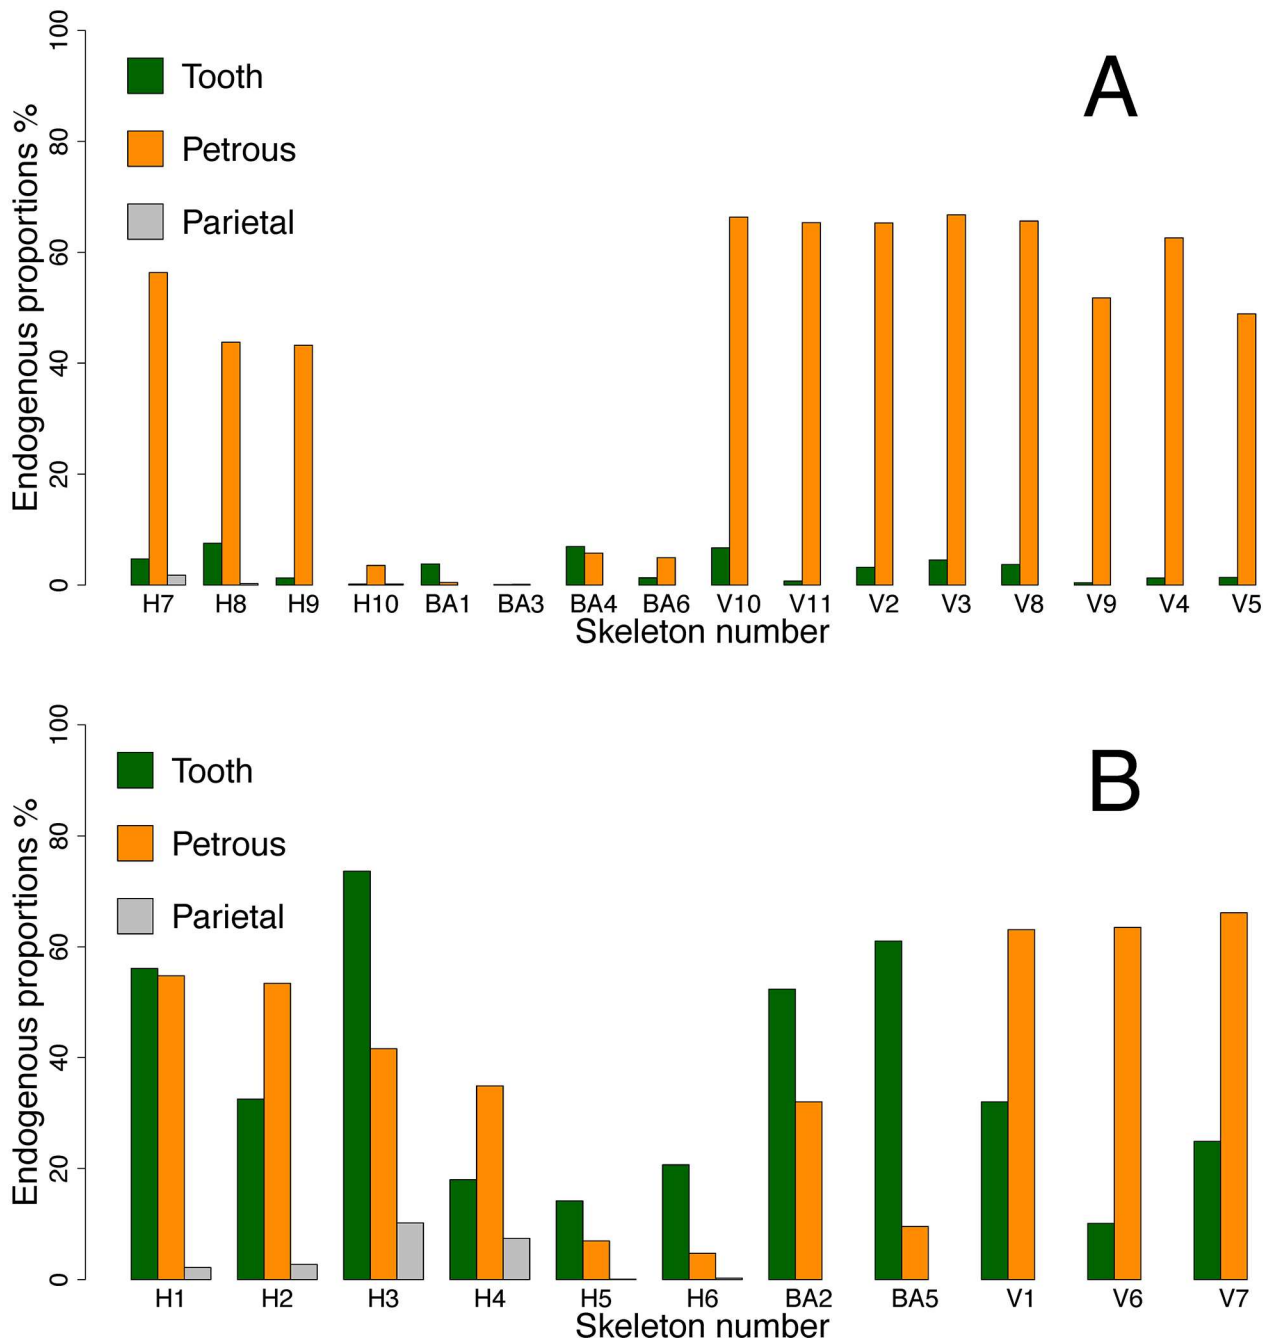 A
Tooth
Petrous
Parietal
Endogenous proportions %
100
80
60
40
20
0
H7 H8 H9 H10 BA1 BA3 BA4 BA6 V10 V11 V2 V3 V8 V9 V4 V5
Skeleton number
B
Tooth
Petrous
Parietal
Endogenous proportions %
100
80
60
40
20
0
H1 H2 H3 H4 H5 H6 BA2 BA5 V1 V6 V7
Skeleton number